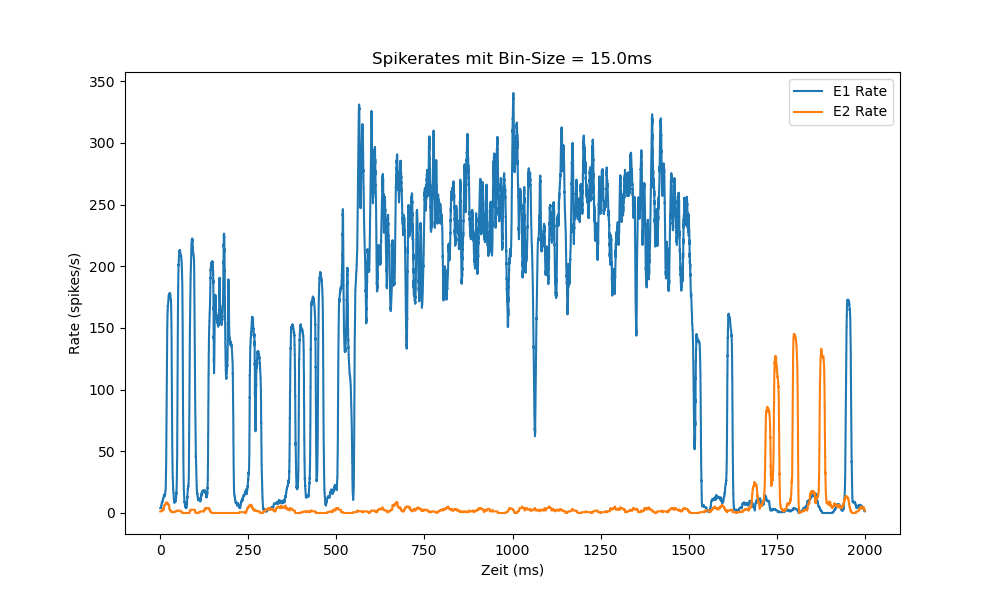 Spikerates mit Bin-Size = 15.0ms
E1 Rate
E2 Rate
Rate (spikes/s)
350
300
250
200
150
100
50
0
0 250 500 750 1000 1250 1500 1750 2000
Zeit (ms)